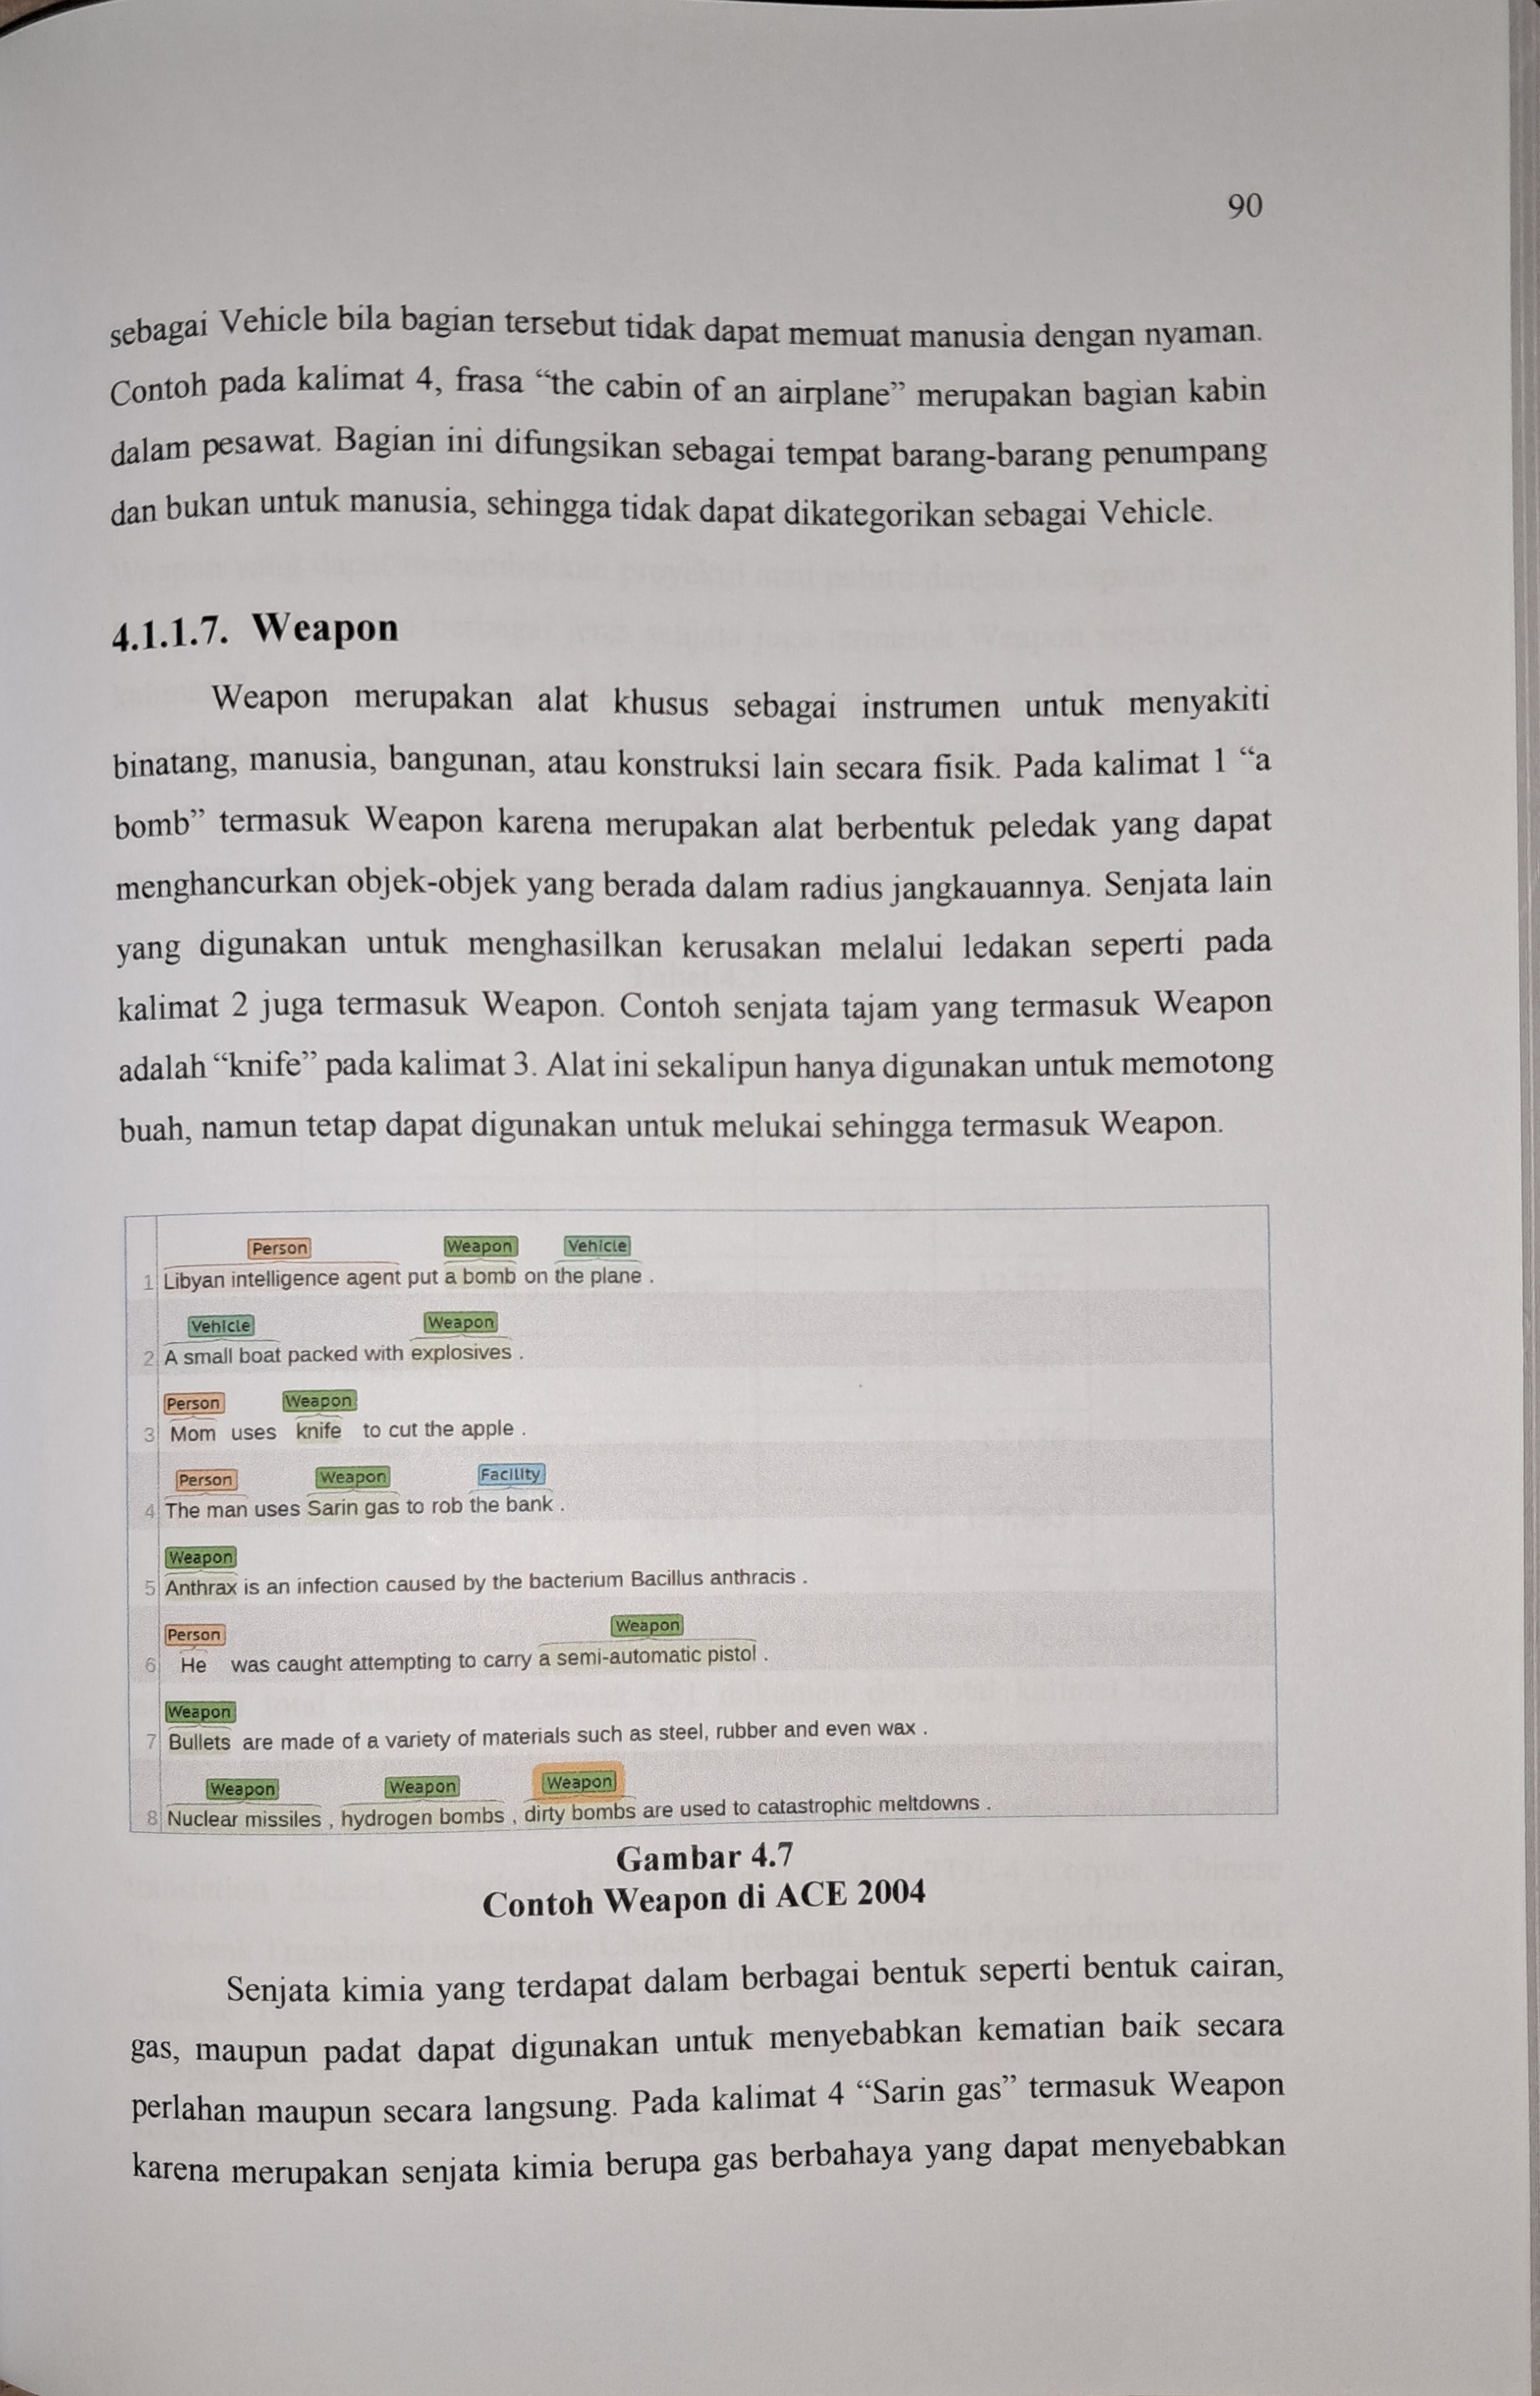 90
sebagai Vehicle bila bagian tersebut tidak dapat memuat manusia dengan nyaman.
Contoh pada kalimat 4, frasa “the cabin of an airplane” merupakan bagian kabin
dalam pesawat. Bagian ini difungsikan sebagai tempat barang-barang penumpang
dan bukan untuk manusia, sehingga tidak dapat dikategorikan sebagai Vehicle.
4.1.1.7. Weapon
Weapon merupakan alat khusus sebagai instrumen untuk menyakiti
binatang, manusia, bangunan, atau konstruksi lain secara fisik. Pada kalimat 1 “a
bomb” termasuk Weapon karena merupakan alat berbentuk peledak yang dapat
menghancurkan objek-objek yang berada dalam radius jangkauannya. Senjata lain
yang digunakan untuk menghasilkan kerusakan melalui ledakan seperti pada
kalimat 2 juga termasuk Weapon. Contoh senjata tajam yang termasuk Weapon
adalah “knife” pada kalimat 3. Alat ini sekalipun hanya digunakan untuk memotong
buah, namun tetap dapat digunakan untuk melukai sehingga termasuk Weapon.
Person Weapon Vehicle
1 Libyan intelligence agent put a bomb on the plane .
Vehicle Weapon
2 A small boat packed with explosives .
Person Weapon
3 Mom uses knife to cut the apple .
Person Weapon Facility
4 The man uses Sarin gas to rob the bank .
Weapon
5 Anthrax is an infection caused by the bacterium Bacillus anthracis .
Person Weapon
6 He was caught attempting to carry a semi-automatic pistol .
Weapon
7 Bullets are made of a variety of materials such as steel, rubber and even wax .
Weapon Weapon Weapon
8 Nuclear missiles , hydrogen bombs , dirty bombs are used to catastrophic meltdowns .
Gambar 4.7
Contoh Weapon di ACE 2004
Senjata kimia yang terdapat dalam berbagai bentuk seperti bentuk cairan,
gas, maupun padat dapat digunakan untuk menyebabkan kematian baik secara
perlahan maupun secara langsung. Pada kalimat 4 “Sarin gas” termasuk Weapon
karena merupakan senjata kimia berupa gas berbahaya yang dapat menyebabkan